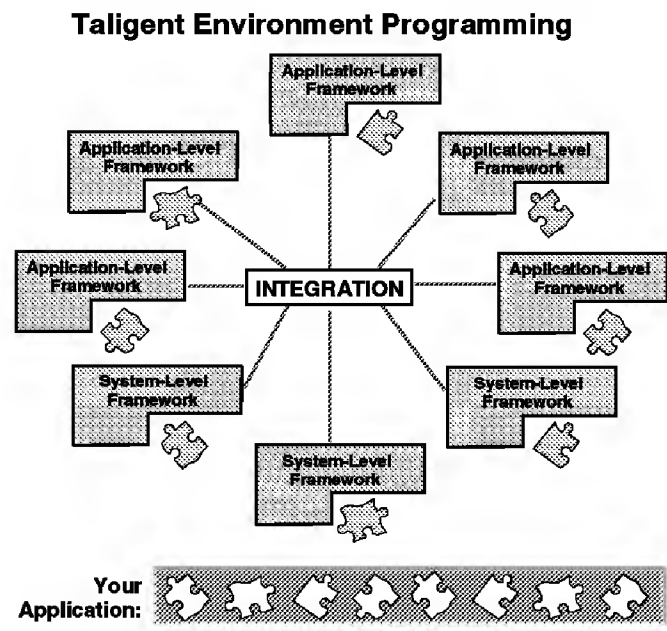 Taligent Environment Programming
Application-Level
Framework
Application-Level
Framework
Application-Level
Framework
Application-Level
Framework
INTEGRATION
Application-Level
Framework
System-Level
Framework
System-Level
Framework
System-Level
Framework
Your
Application: